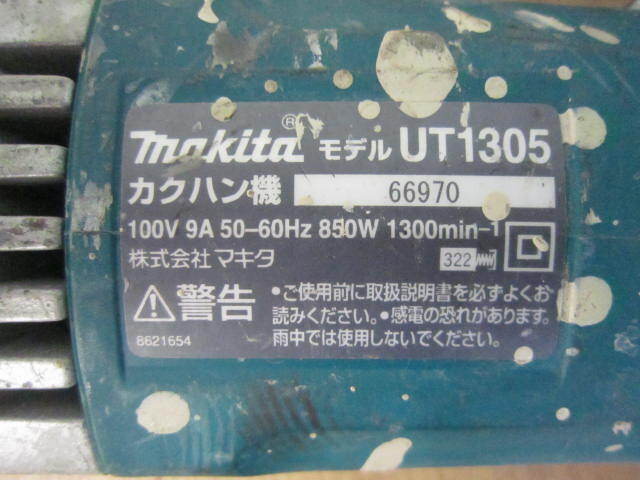 makita® モデル UT1305
カクハン機 66970
100V 9A 50-60Hz 850W 1300min-1
株式会社 マキタ 322
警告 •ご使用前に取扱説明書を必ずよくお
読みください。•感電の恐れがあります。
8621654 雨中では使用しないでください。